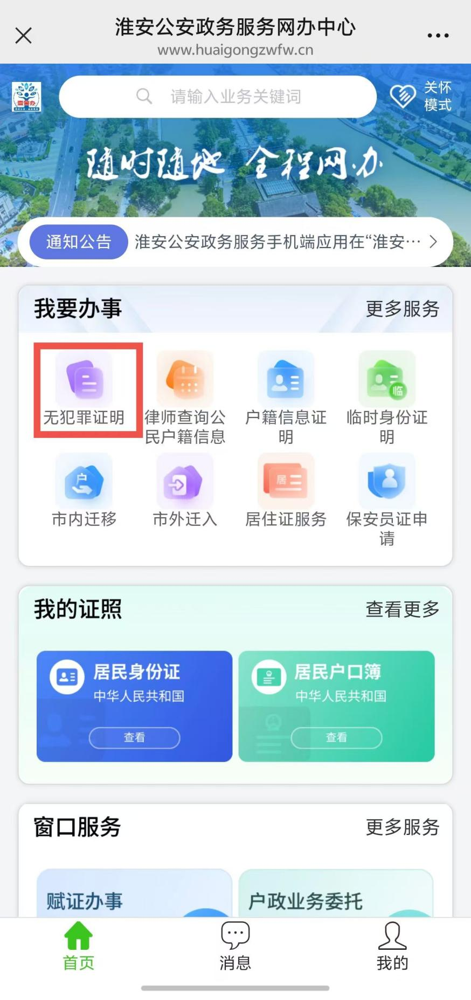 淮安公安政务服务网办中心
www.huaigongzwfw.cn
查警办
请输入业务关键词
关怀
模式
随时随地 全程网办
通知公告
淮安公安政务服务手机端应用在“淮安…
我要办事
更多服务
无犯罪证明
律师查询公
民户籍信息
户籍信息证
明
临
临时身份证
明
户
市内迁移
市外迁入
居
居住证服务
保安员证申
请
我的证照
查看更多
居民身份证
中华人民共和国
查看
居民户口簿
中华人民共和国
查看
窗口服务
更多服务
赋证办事
户政业务委托
首页
消息
我的